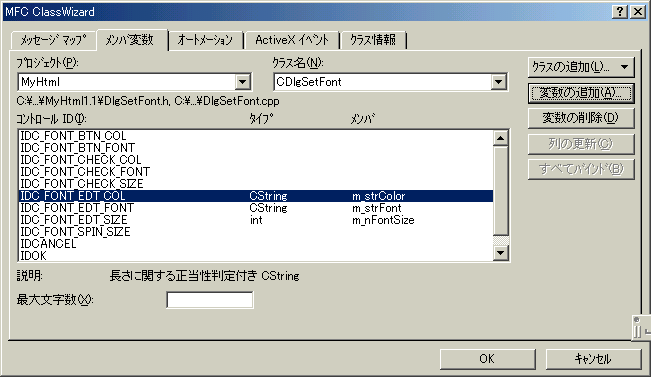 MFC ClassWizard
ﾒｯｾｰｼﾞ ﾏｯﾌﾟ ﾒﾝﾊﾞ変数 ｵｰﾄﾒｰｼｮﾝ ActiveX ｲﾍﾞﾝﾄ ｸﾗｽ情報
ﾌﾟﾛｼﾞｪｸﾄ(P): ｸﾗｽ名(N): ｸﾗｽの追加(L)...
MyHtml CDlgSetFont 変数の追加(A)...
C:¥...¥MyHtml1.1¥DlgSetFont.h, C:¥...¥DlgSetFont.cpp
ｺﾝﾄﾛｰﾙ ID(I): ﾀｲﾌﾟ ﾒﾝﾊﾞ 変数の削除(D)
IDC_FONT_BTN_COL
IDC_FONT_BTN_FONT 列の更新(C)
IDC_FONT_CHECK_COL
IDC_FONT_CHECK_FONT すべてﾊﾞｲﾝﾄﾞ(B)
IDC_FONT_CHECK_SIZE
IDC_FONT_EDT_COL CString m_strColor
IDC_FONT_EDT_FONT CString m_strFont
IDC_FONT_EDT_SIZE int m_nFontSize
IDC_FONT_SPIN_SIZE
IDCANCEL
IDOK
説明: 長さに関する正当性判定付き CString
最大文字数(X):
OK ｷｬﾝｾﾙ